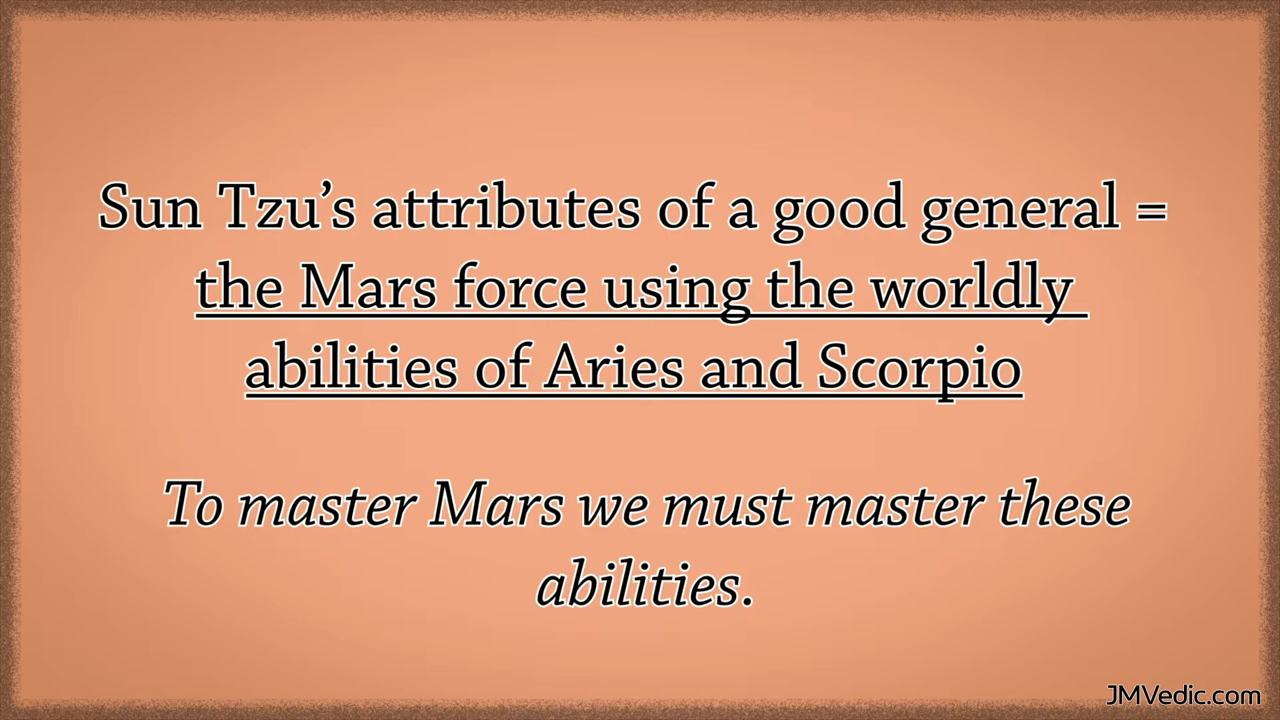 Sun Tzu’s attributes of a good general =
the Mars force using the worldly
abilities of Aries and Scorpio
To master Mars we must master these
abilities.
JMVedic.com